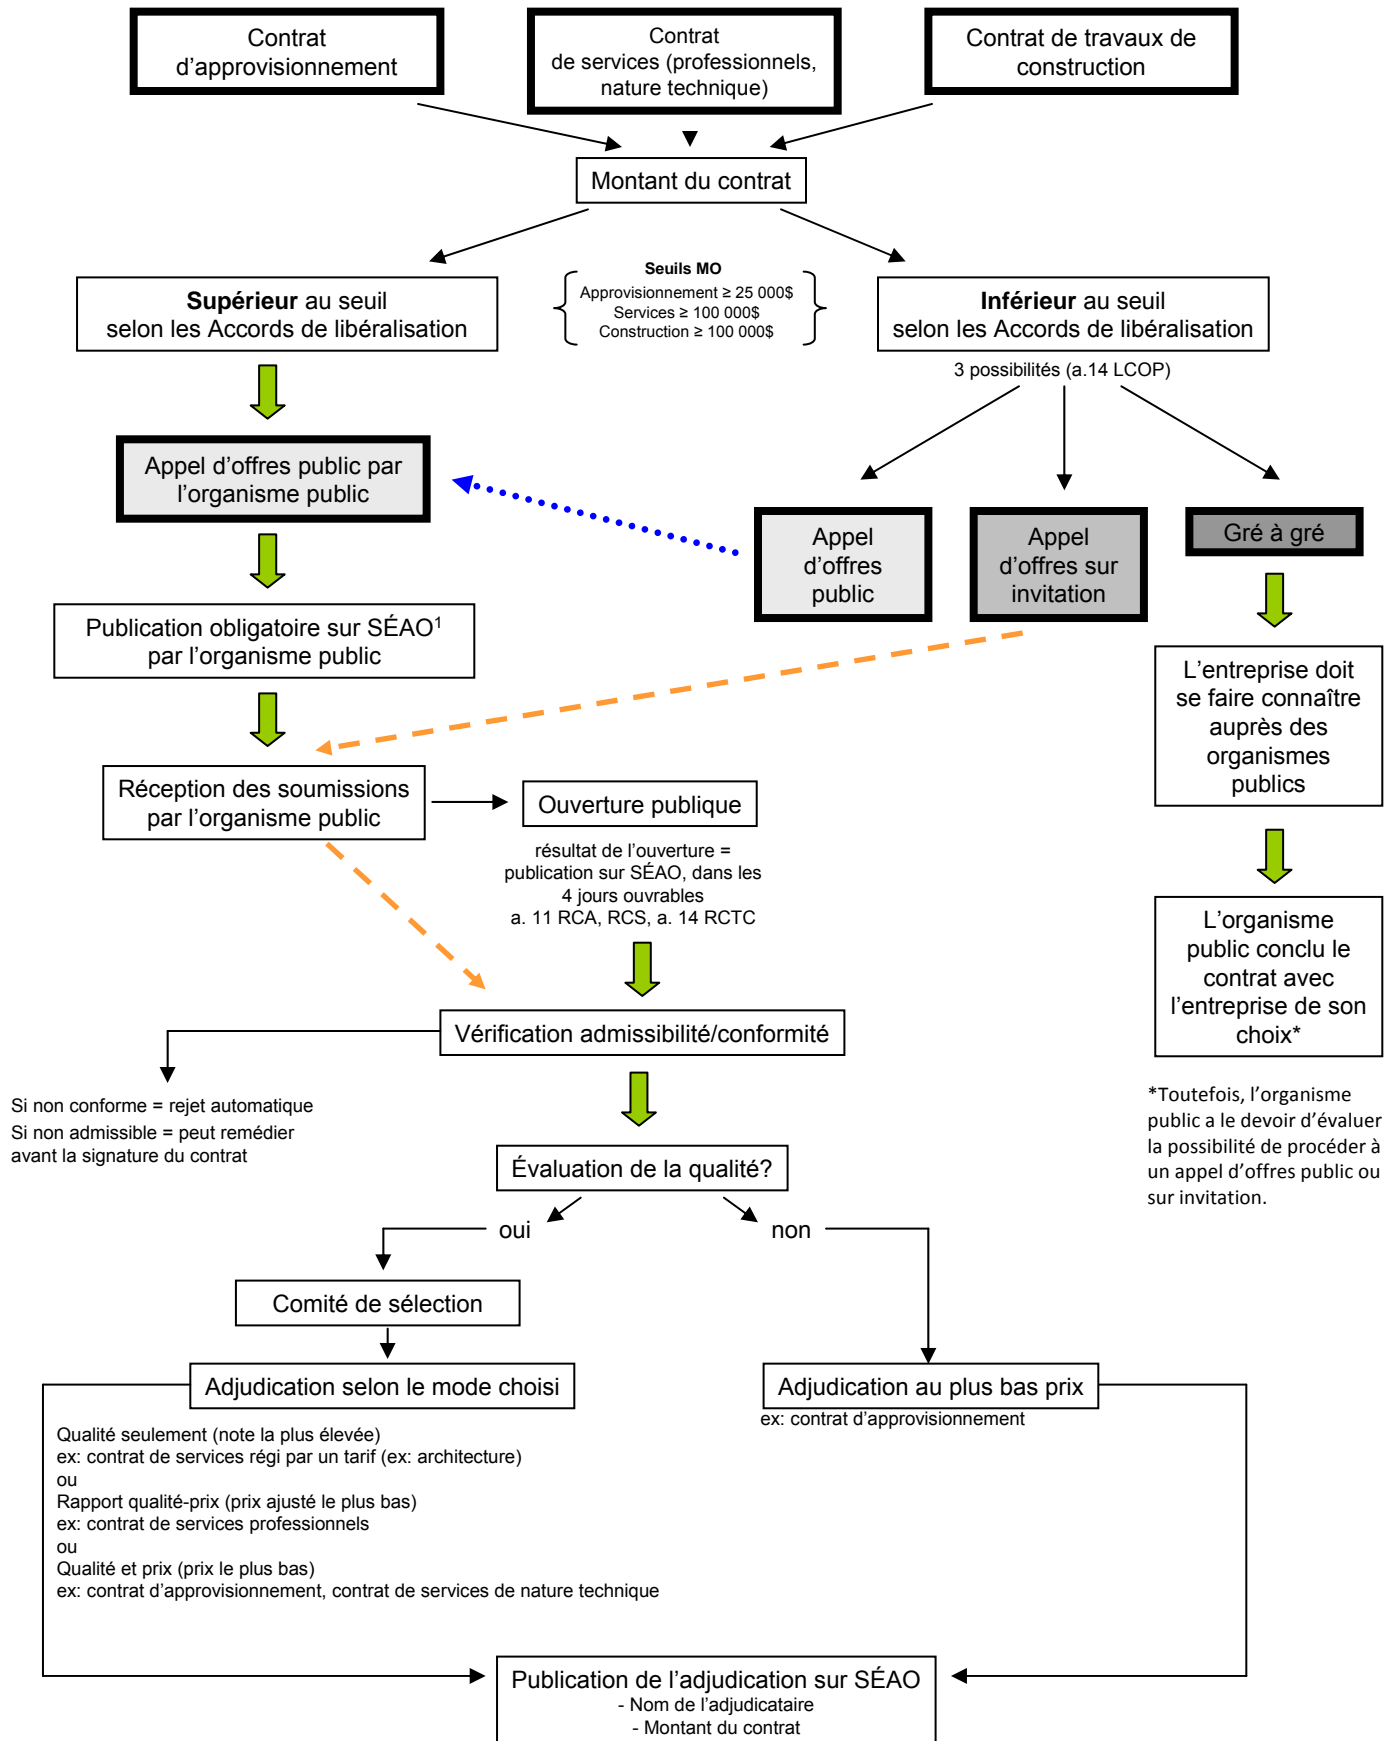 Contrat
d'approvisionnement
Contrat
de services (professionnels,
nature technique)
Contrat de travaux de
construction
Montant du contrat
Supérieur au seuil
selon les Accords de libéralisation
Seuils MO
Approvisionnement ≥ 25 000$
Services ≥ 100 000$
Construction ≥ 100 000$
Inférieur au seuil
selon les Accords de libéralisation
3 possibilités (a.14 LCOP)
Appel d'offres public par
l'organisme public
Appel
d'offres
public
Appel
d'offres sur
invitation
Gré à gré
Publication obligatoire sur SÉAO¹
par l'organisme public
L'entreprise doit
se faire connaître
auprès des
organismes
publics
Réception des soumissions
par l'organisme public
Ouverture publique
résultat de l'ouverture =
publication sur SÉAO, dans les
4 jours ouvrables
a. 11 RCA, RCS, a. 14 RCTC
L'organisme
public conclu le
contrat avec
l'entreprise de son
choix*
Vérification admissibilité/conformité
Si non conforme = rejet automatique
Si non admissible = peut remédier
avant la signature du contrat
*Toutefois, l'organisme
public a le devoir d'évaluer
la possibilité de procéder à
un appel d'offres public ou
sur invitation.
Évaluation de la qualité?
oui
non
Comité de sélection
Adjudication selon le mode choisi
Adjudication au plus bas prix
ex: contrat d'approvisionnement
Qualité seulement (note la plus élevée)
ex: contrat de services régi par un tarif (ex: architecture)
ou
Rapport qualité-prix (prix ajusté le plus bas)
ex: contrat de services professionnels
ou
Qualité et prix (prix le plus bas)
ex: contrat d'approvisionnement, contrat de services de nature technique
Publication de l'adjudication sur SÉAO
- Nom de l'adjudicataire
- Montant du contrat